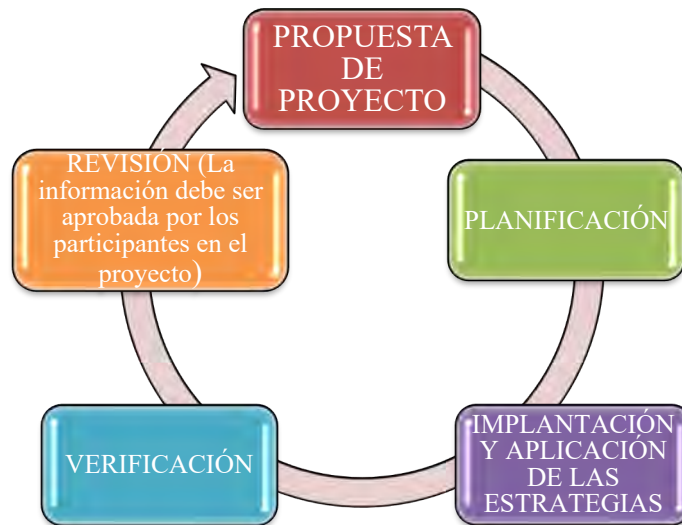 PROPUESTA
DE
PROYECTO
PLANIFICACIÓN
IMPLANTACIÓN
Y APLICACIÓN
DE LAS
ESTRATEGIAS
VERIFICACIÓN
REVISIÓN (La
información debe ser
aprobada por los
participantes en el
proyecto)